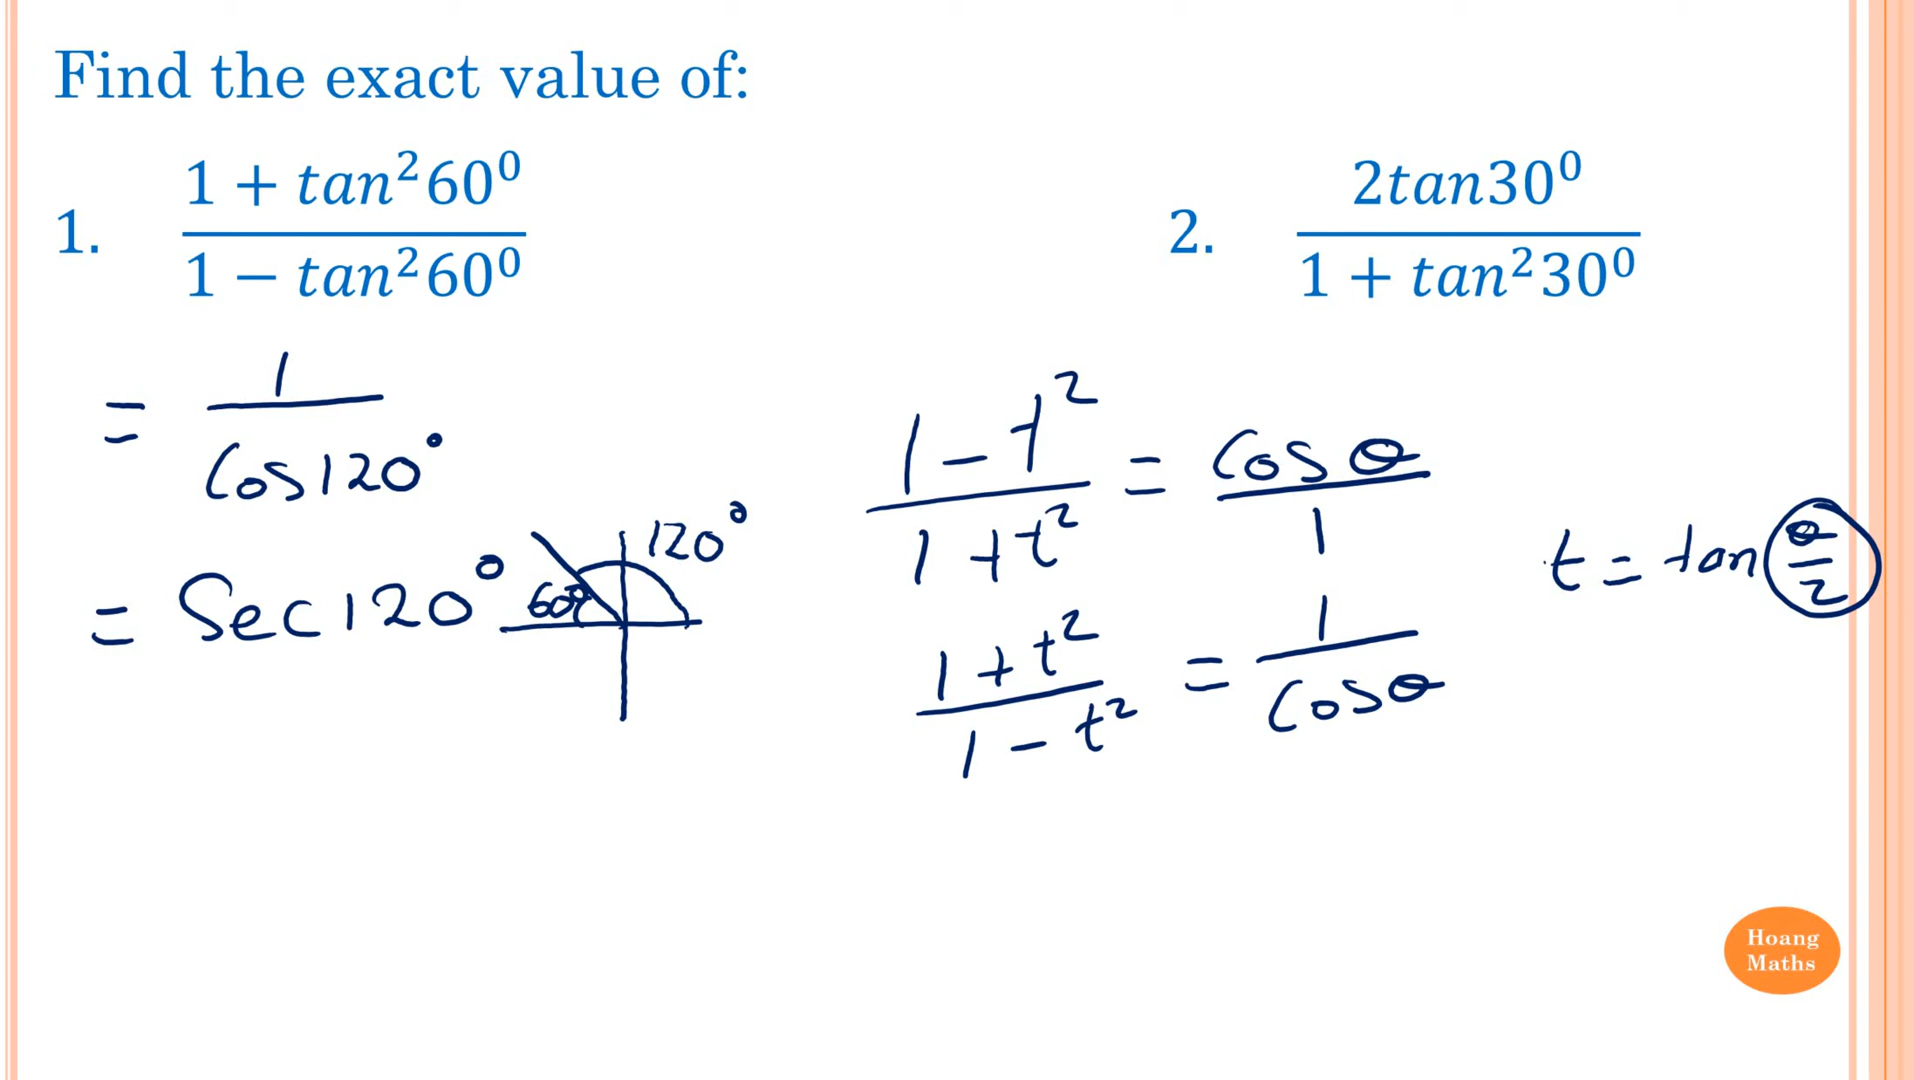 Find the exact value of:
1. (1 + tan²60⁰)/(1 − tan²60⁰)
2. (2tan30⁰)/(1 + tan²30⁰)
= 1/(Cos120°)
= Sec120°
60°
120°
(1 − t²)/(1 + t²) = (Cos θ)/1
t = tan(θ/2)
(1 + t²)/(1 − t²) = 1/(Cosθ)
Hoang
Maths